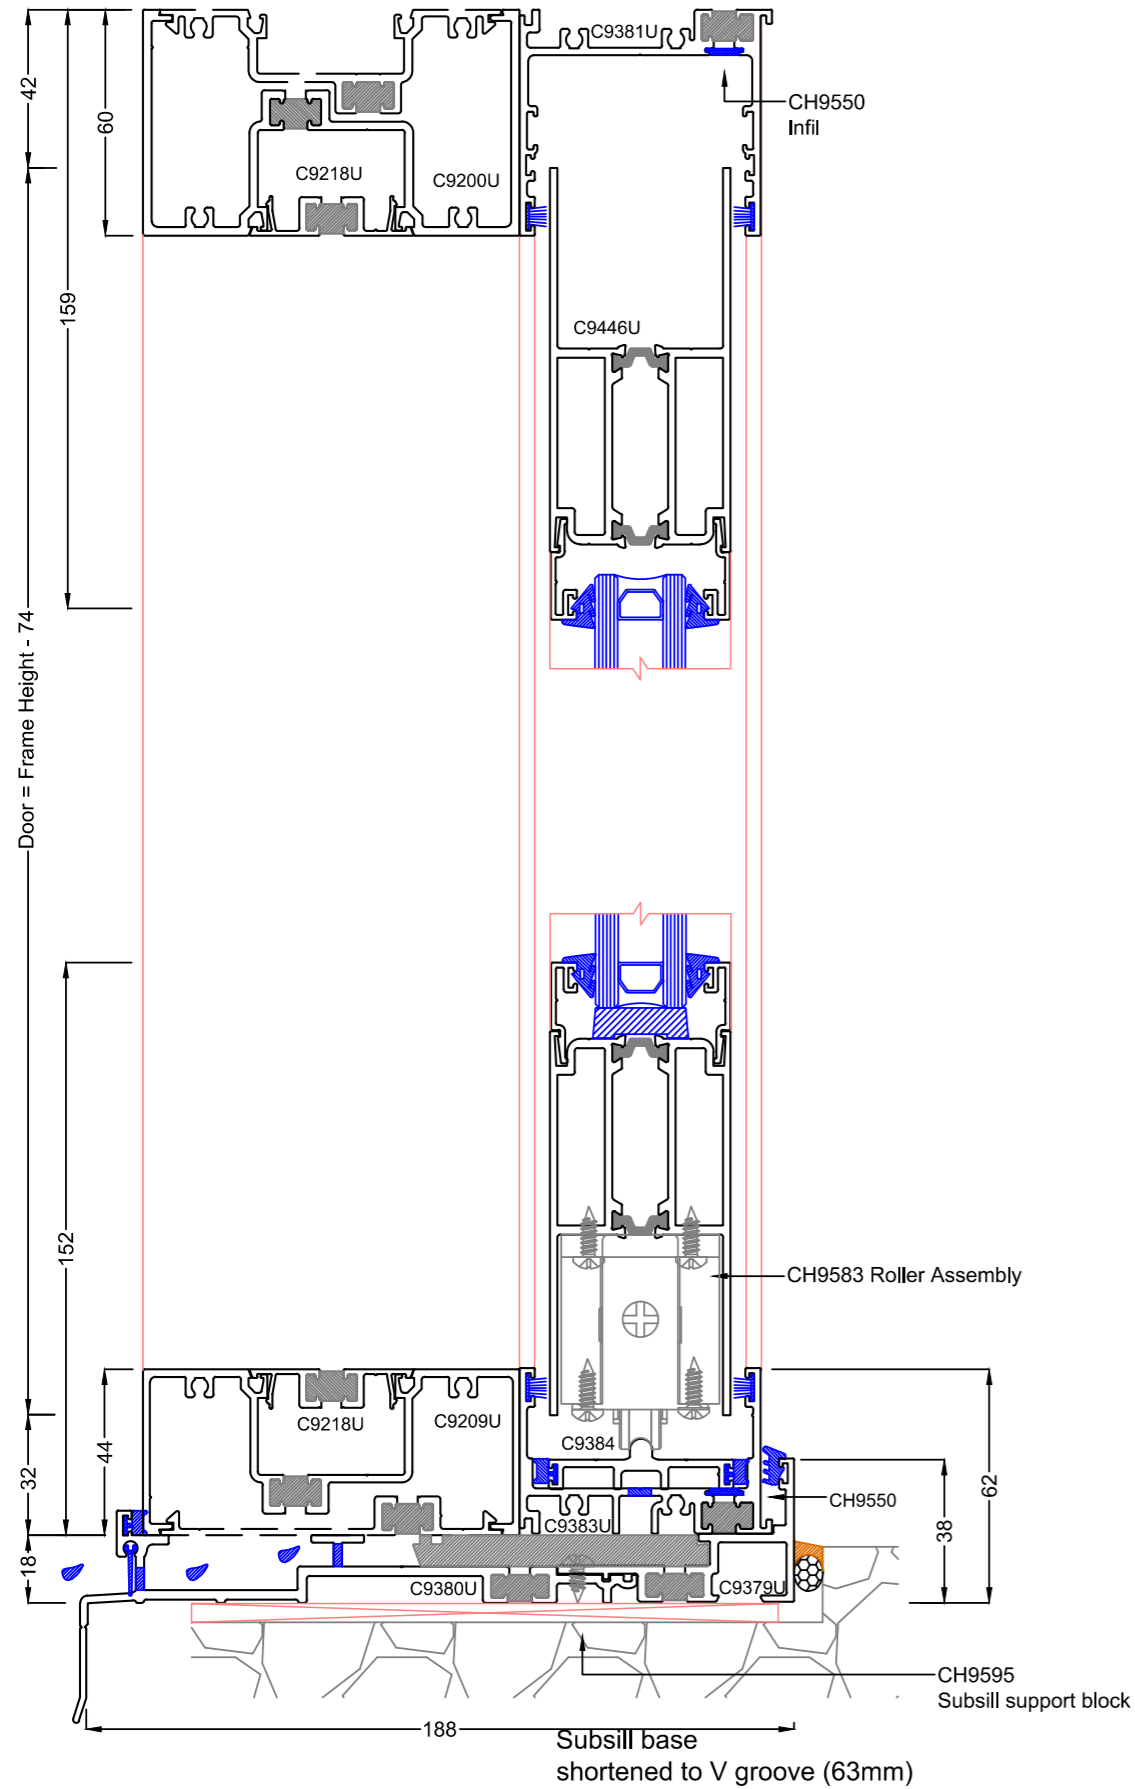 C9381U
42
60
CH9550
Infil
C9218U
C9200U
159
C9446U
Door = Frame Height - 74
152
CH9583 Roller Assembly
C9218U
C9209U
C9384
44
32
62
CH9550
C9383U
38
18
C9380U
C9379U
CH9595
Subsill support block
188
Subsill base
shortened to V groove (63mm)